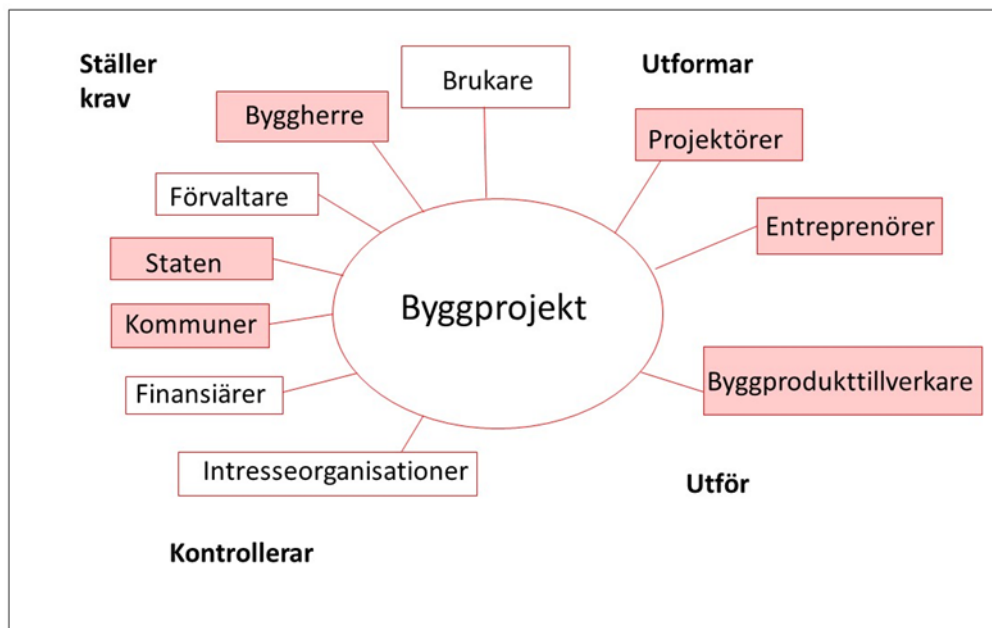 Ställer
krav
Brukare
Utformar
Byggherre
Projektörer
Förvaltare
Entreprenörer
Staten
Byggprojekt
Kommuner
Finansiärer
Byggprodukttillverkare
Intresseorganisationer
Utför
Kontrollerar